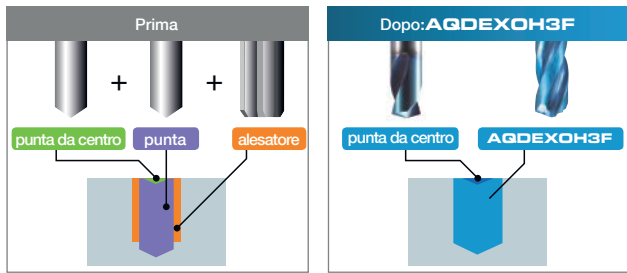 Prima
+ +
punta da centro punta alesatore
Dopo:AQDEXOH3F
punta da centro AQDEXOH3F